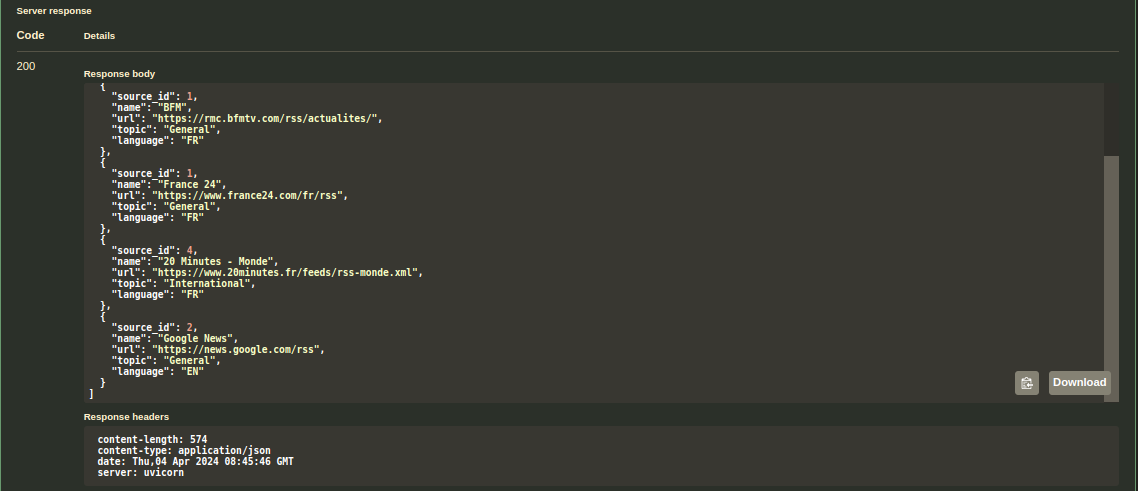 Server response
Code Details
200
Response body
{
"source_id": 1,
"name": "BFM",
"url": "https://rmc.bfmtv.com/rss/actualites/",
"topic": "General",
"language": "FR"
},
{
"source_id": 1,
"name": "France 24",
"url": "https://www.france24.com/fr/rss",
"topic": "General",
"language": "FR"
},
{
"source_id": 4,
"name": "20 Minutes - Monde",
"url": "https://www.20minutes.fr/feeds/rss-monde.xml",
"topic": "International",
"language": "FR"
},
{
"source_id": 2,
"name": "Google News",
"url": "https://news.google.com/rss",
"topic": "General",
"language": "EN"
}
]
Download
Response headers
content-length: 574
content-type: application/json
date: Thu,04 Apr 2024 08:45:46 GMT
server: uvicorn